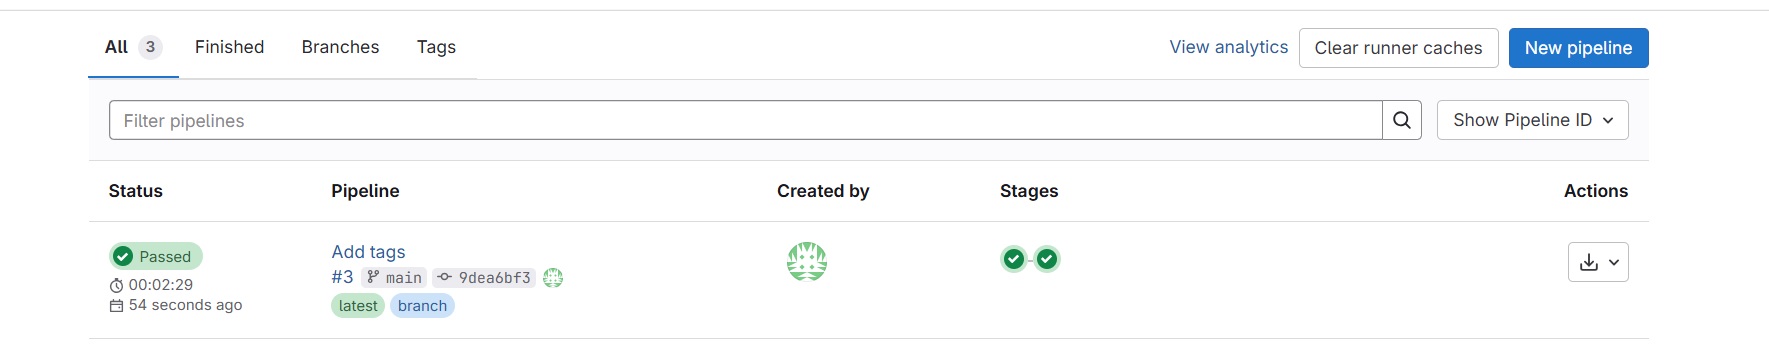 All 3 Finished Branches Tags View analytics Clear runner caches New pipeline
Filter pipelines Show Pipeline ID
Status Pipeline Created by Stages Actions
Passed
00:02:29
54 seconds ago
Add tags
#3 main 9dea6bf3
latest branch